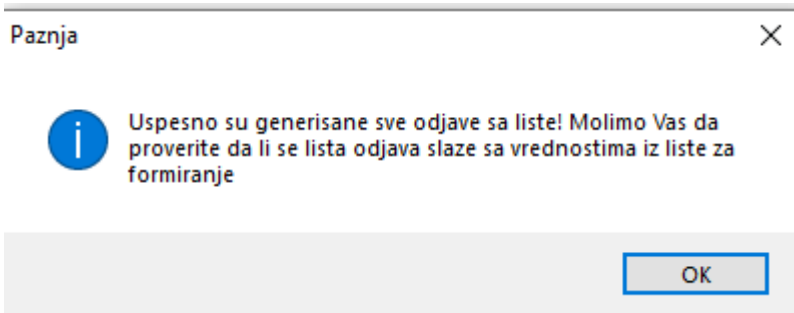 Paznja
Uspesno su generisane sve odjave sa liste! Molimo Vas da
proverite da li se lista odjava slaze sa vrednostima iz liste za
formiranje
OK